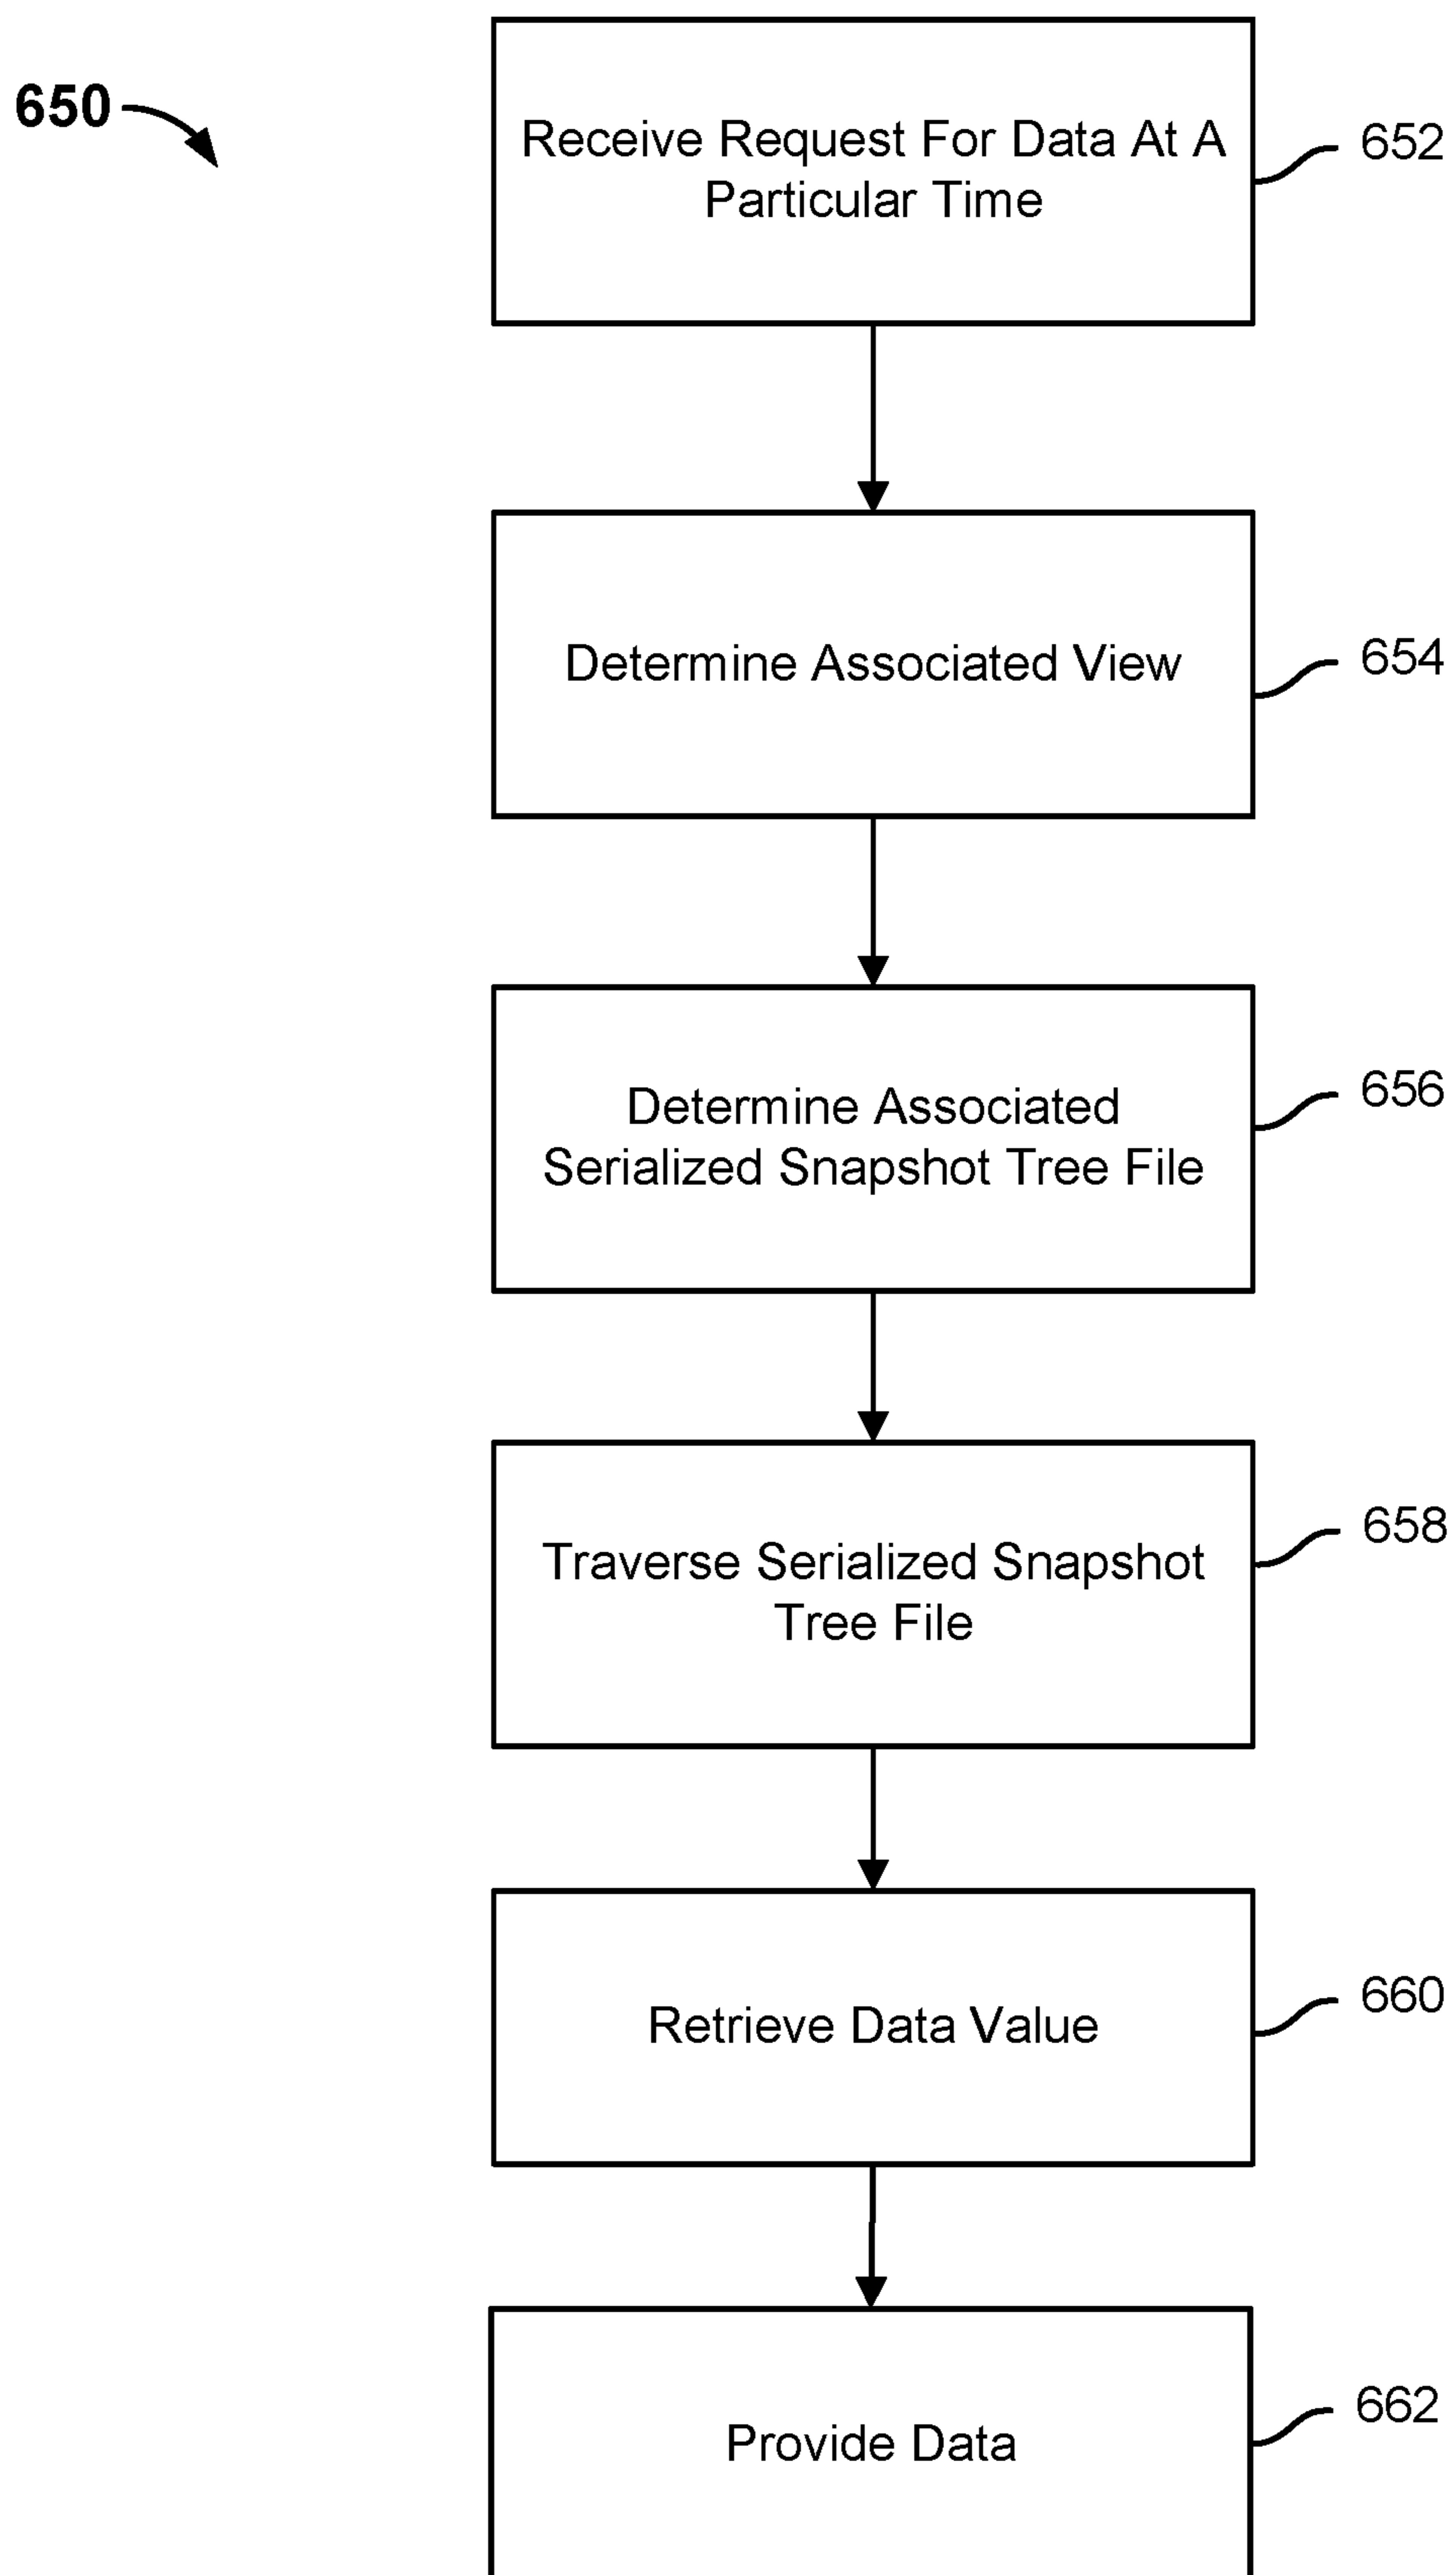 650
Receive Request For Data At A
Particular Time
652
Determine Associated View
654
Determine Associated
Serialized Snapshot Tree File
656
Traverse Serialized Snapshot
Tree File
658
Retrieve Data Value
660
Provide Data
662